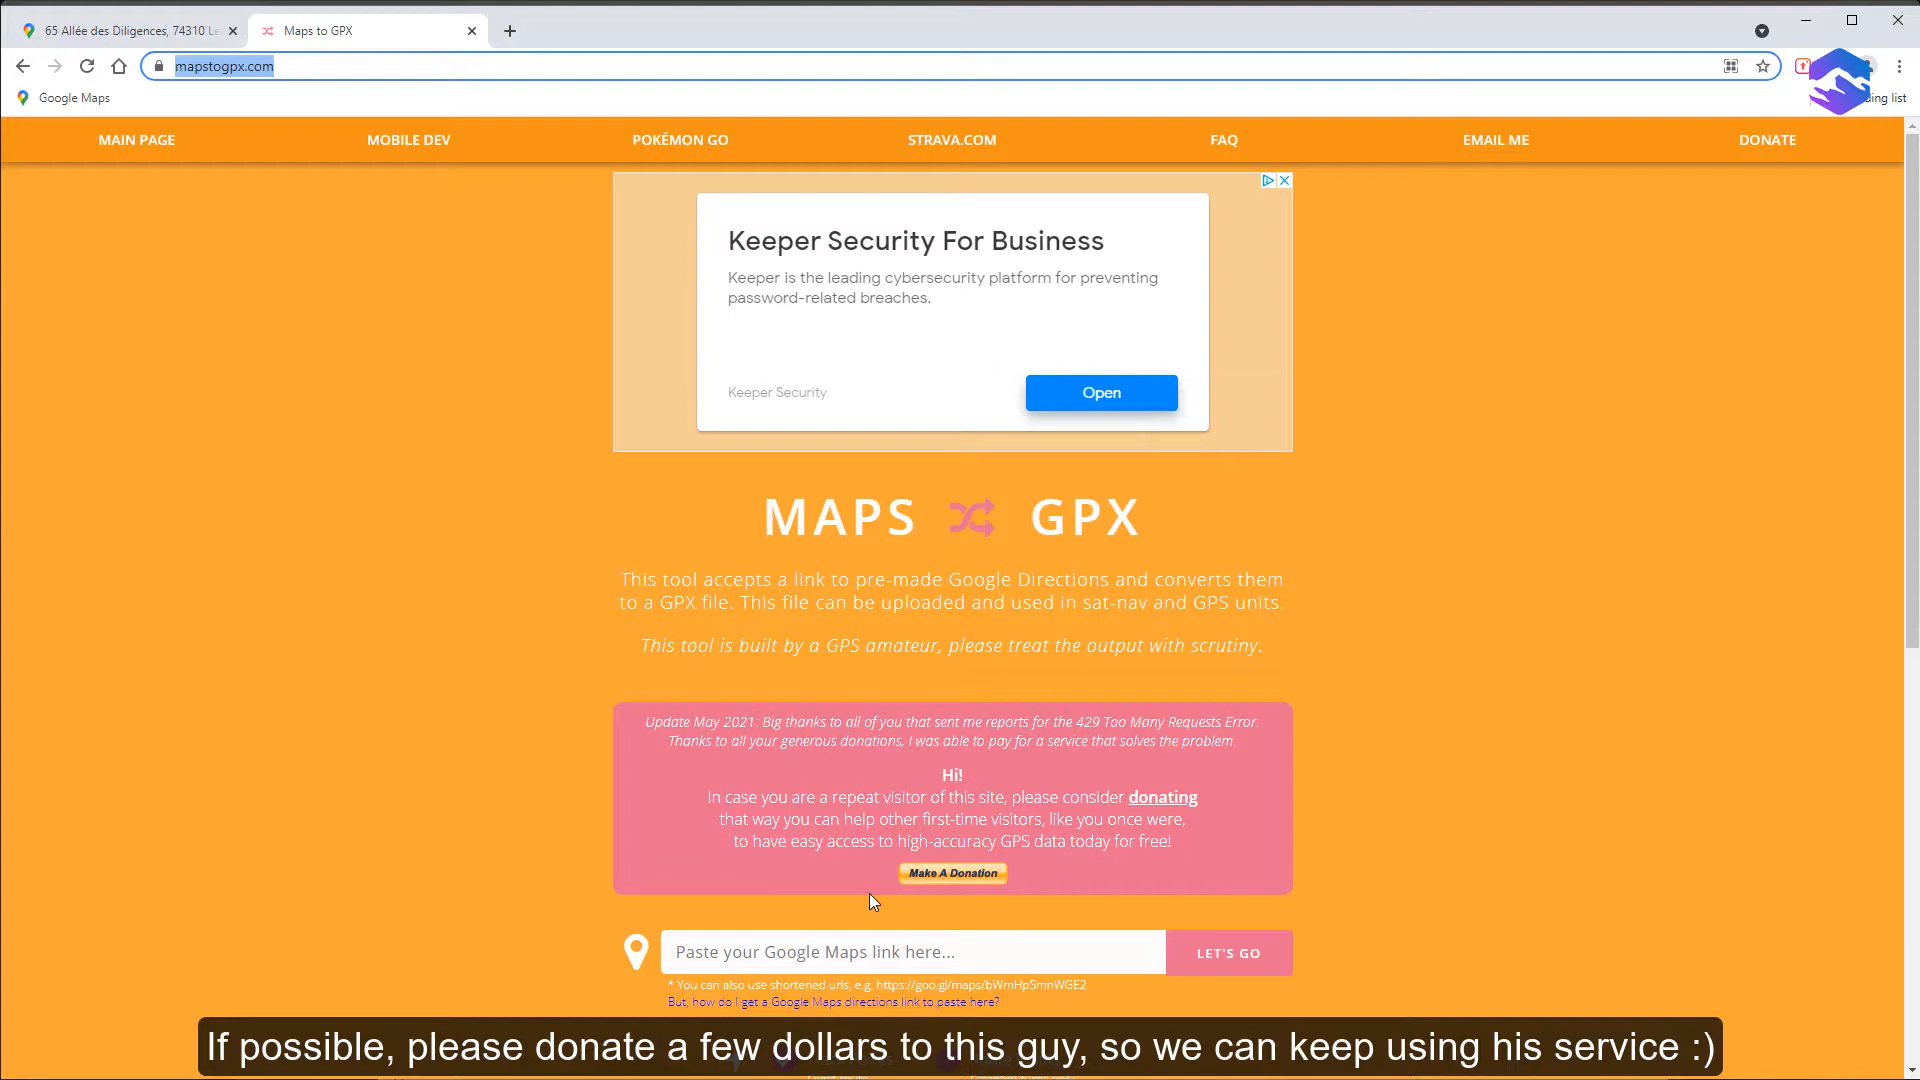 65 Allée des Diligences, 74310 Le
Maps to GPX
mapstogpx.com
Google Maps
MAIN PAGE
MOBILE DEV
POKÉMON GO
STRAVA.COM
FAQ
EMAIL ME
DONATE
Keeper Security For Business
Keeper is the leading cybersecurity platform for preventing
password-related breaches.
Keeper Security
Open
MAPS GPX
This tool accepts a link to pre-made Google Directions and converts them
to a GPX file. This file can be uploaded and used in sat-nav and GPS units.
This tool is built by a GPS amateur, please treat the output with scrutiny.
Update May 2021: Big thanks to all of you that sent me reports for the 429 Too Many Requests Error.
Thanks to all your generous donations, I was able to pay for a service that solves the problem.
Hi!
In case you are a repeat visitor of this site, please consider donating
that way you can help other first-time visitors, like you once were,
to have easy access to high-accuracy GPS data today for free!
Make A Donation
Paste your Google Maps link here...
LET'S GO
* You can also use shortened urls, e.g. https://goo.gl/maps/bWmHpSmnWGE2
But, how do I get a Google Maps directions link to paste here?
If possible, please donate a few dollars to this guy, so we can keep using his service :)